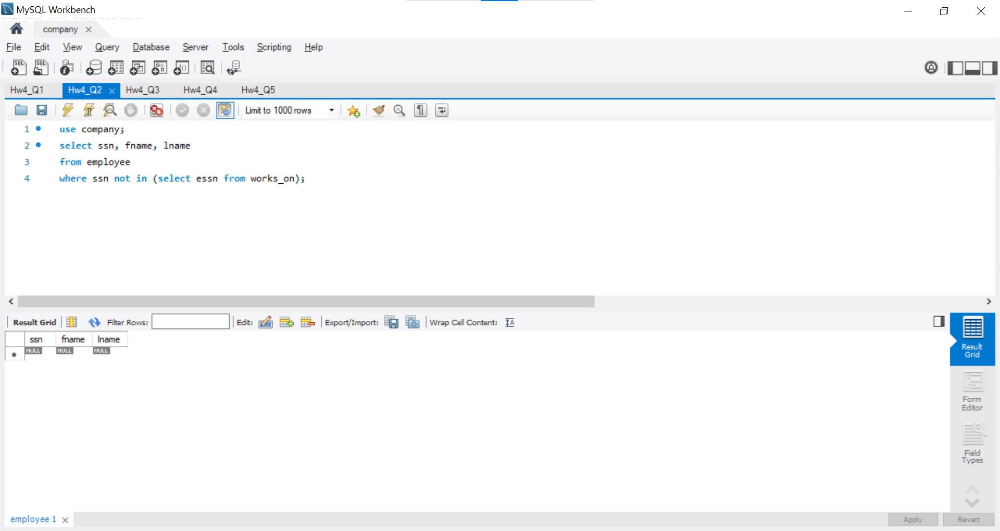 MySQL Workbench
company
File Edit View Query Database Server Tools Scripting Help
Hw4_Q1 Hw4_Q2 Hw4_Q3 Hw4_Q4 Hw4_Q5
Limit to 1000 rows
1 use company;
2 select ssn, fname, lname
3 from employee
4 where ssn not in (select essn from works_on);
Result Grid Filter Rows: Edit: Export/Import: Wrap Cell Content:
ssn fname lname
NULL NULL NULL
Result
Grid
Form
Editor
Field
Types
employee 1
Apply Revert